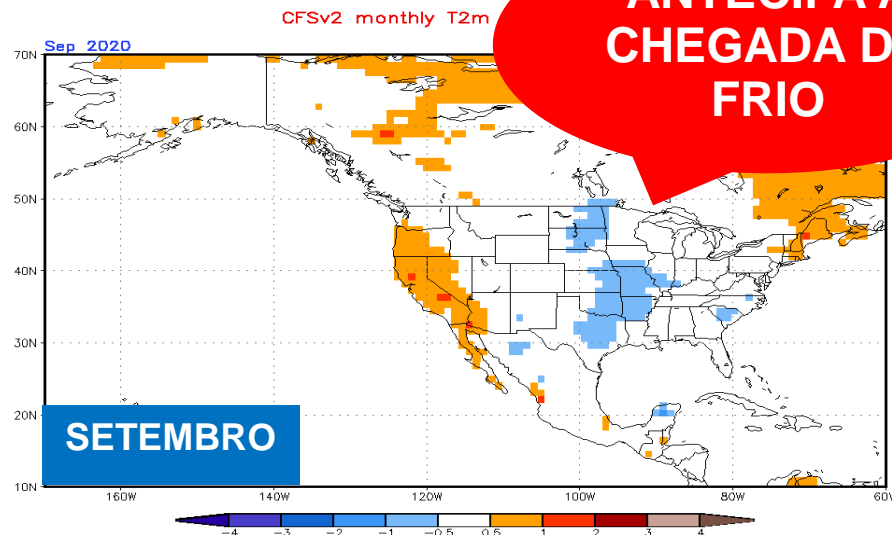 CFSv2 monthly T2m
Sep 2020
ANTECIPA A
CHEGADA D
FRIO
70N
60N
50N
40N
30N
20N
10N
SETEMBRO
160W 140W 120W 100W 80W 60W
-4 -3 -2 -1 -0.5 0.5 1 2 3 4